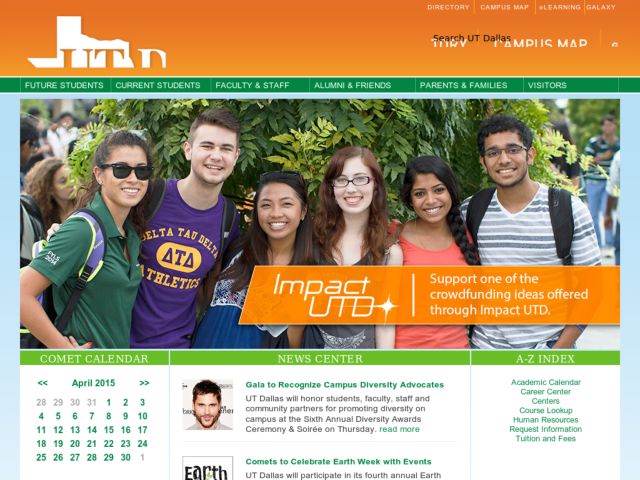 DIRECTORY CAMPUS MAP eLEARNING GALAXY
Search UT Dallas
TORY CAMPUS MAP
UTD
FUTURE STUDENTS CURRENT STUDENTS FACULTY & STAFF ALUMNI & FRIENDS PARENTS & FAMILIES VISITORS
DELTA TAU DELTA
ΔΤΔ
ATHLETICS
Impact
UTD
Support one of the
crowdfunding ideas offered
through Impact UTD.
COMET CALENDAR
<< April 2015 >>
28 29 30 31 1 2 3
4 5 6 7 8 9 10
11 12 13 14 15 16 17
18 19 20 21 22 23 24
25 26 27 28 29 30 1
NEWS CENTER
Gala to Recognize Campus Diversity Advocates
UT Dallas will honor students, faculty, staff and
community partners for promoting diversity on
campus at the Sixth Annual Diversity Awards
Ceremony & Soirée on Thursday. read more
Earth
Comets to Celebrate Earth Week with Events
UT Dallas will participate in its fourth annual Earth
A-Z INDEX
Academic Calendar
Career Center
Centers
Course Lookup
Human Resources
Request Information
Tuition and Fees